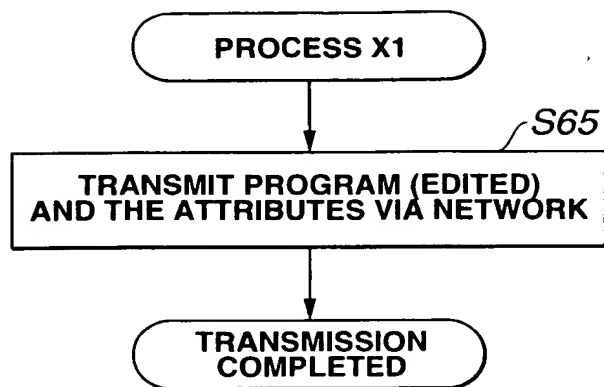 PROCESS X1
S65
TRANSMIT PROGRAM (EDITED)
AND THE ATTRIBUTES VIA NETWORK
TRANSMISSION
COMPLETED